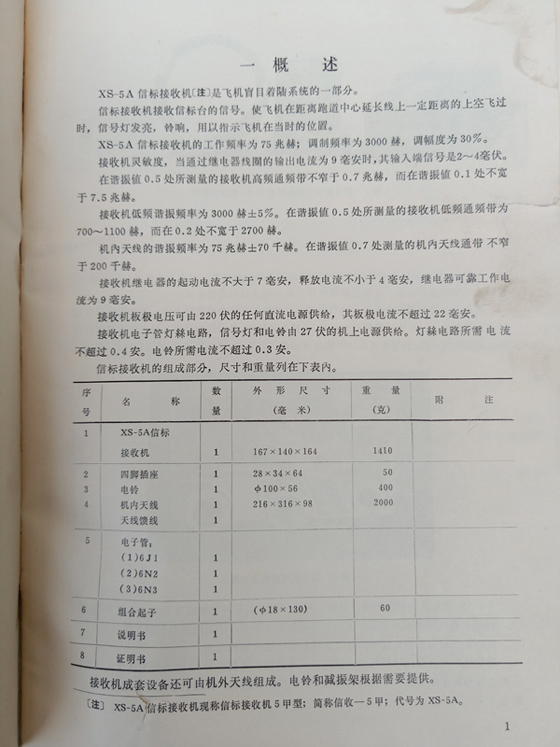 一 概 述
XS-5A 信标接收机〔注〕是飞机盲目着陆系统的一部分。
信标接收机接收信标台的信号。使飞机在距离跑道中心延长线上一定距离的上空飞过
时，信号灯发亮，铃响，用以指示飞机在当时的位置。
XS-5A 信标接收机的工作频率为 75 兆赫；调制频率为 3000 赫，调幅度为 30%。
接收机灵敏度，当通过继电器线圈的输出电流为 9 毫安时，其输入端信号是2～4毫伏。
在谐振值 0.5 处所测量的接收机高频通频带不窄于 0.7 兆赫，而在谐振值 0.1 处不宽
于 7.5 兆赫。
接收机低频谐振频率为 3000 赫±5%。在谐振值 0.5 处所测量的接收机低频通频带为
700～1100 赫，而在 0.2 处不宽于 2700 赫。
机内天线的谐振频率为 75 兆赫±70 千赫。在谐振值 0.7 处测量的机内天线通带 不窄
于 200 千赫。
接收机继电器的起动电流不大于 7 毫安，释放电流不小于 4 毫安，继电器可靠工作电
流为 9 毫安。
接收机板极电压可由 220 伏的任何直流电源供给，其板极电流不超过 22 毫安。
接收机电子管灯絲电路，信号灯和电铃由 27 伏的机上电源供给。灯絲电路所需 电 流
不超过 0.4 安。电铃所需电流不超过 0.3 安。
信标接收机的组成部分，尺寸和重量列在下表內。
序号 名 称 数量 外 形 尺 寸（毫 米） 重 量（克） 附 注
1 XS-5A信标
接收机 1 167×140×164 1410
2 四脚插座 1 28×34×64 50
3 电铃 1 φ100×56 400
4 机内天线 1 216×316×98 2000
天线馈线 1
5 电子管：
(1)6J1 1
(2)6N2 1
(3)6N3 1
6 组合起子 1 (φ18×130) 60
7 说明书 1
8 证明书 1
接收机成套设备还可由机外天线组成。电铃和减振架根据需要提供。
〔注〕 XS-5A信标接收机现称信标接收机 5 甲型；简称信收—5 甲；代号为 XS-5A。
1